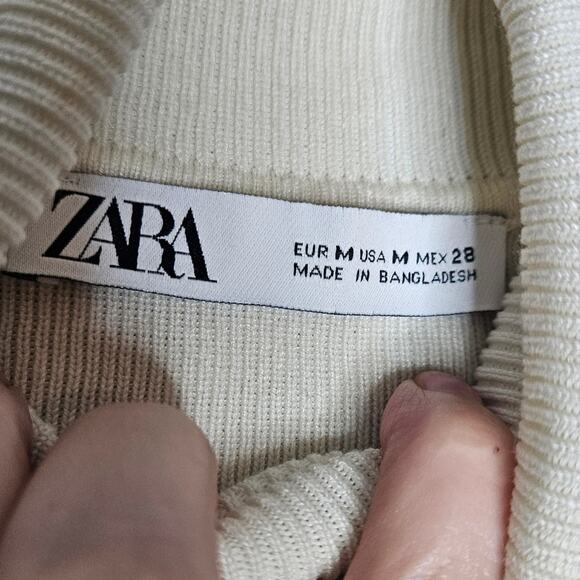 ZARA
EUR M USA M MEX 28
MADE IN BANGLADESH